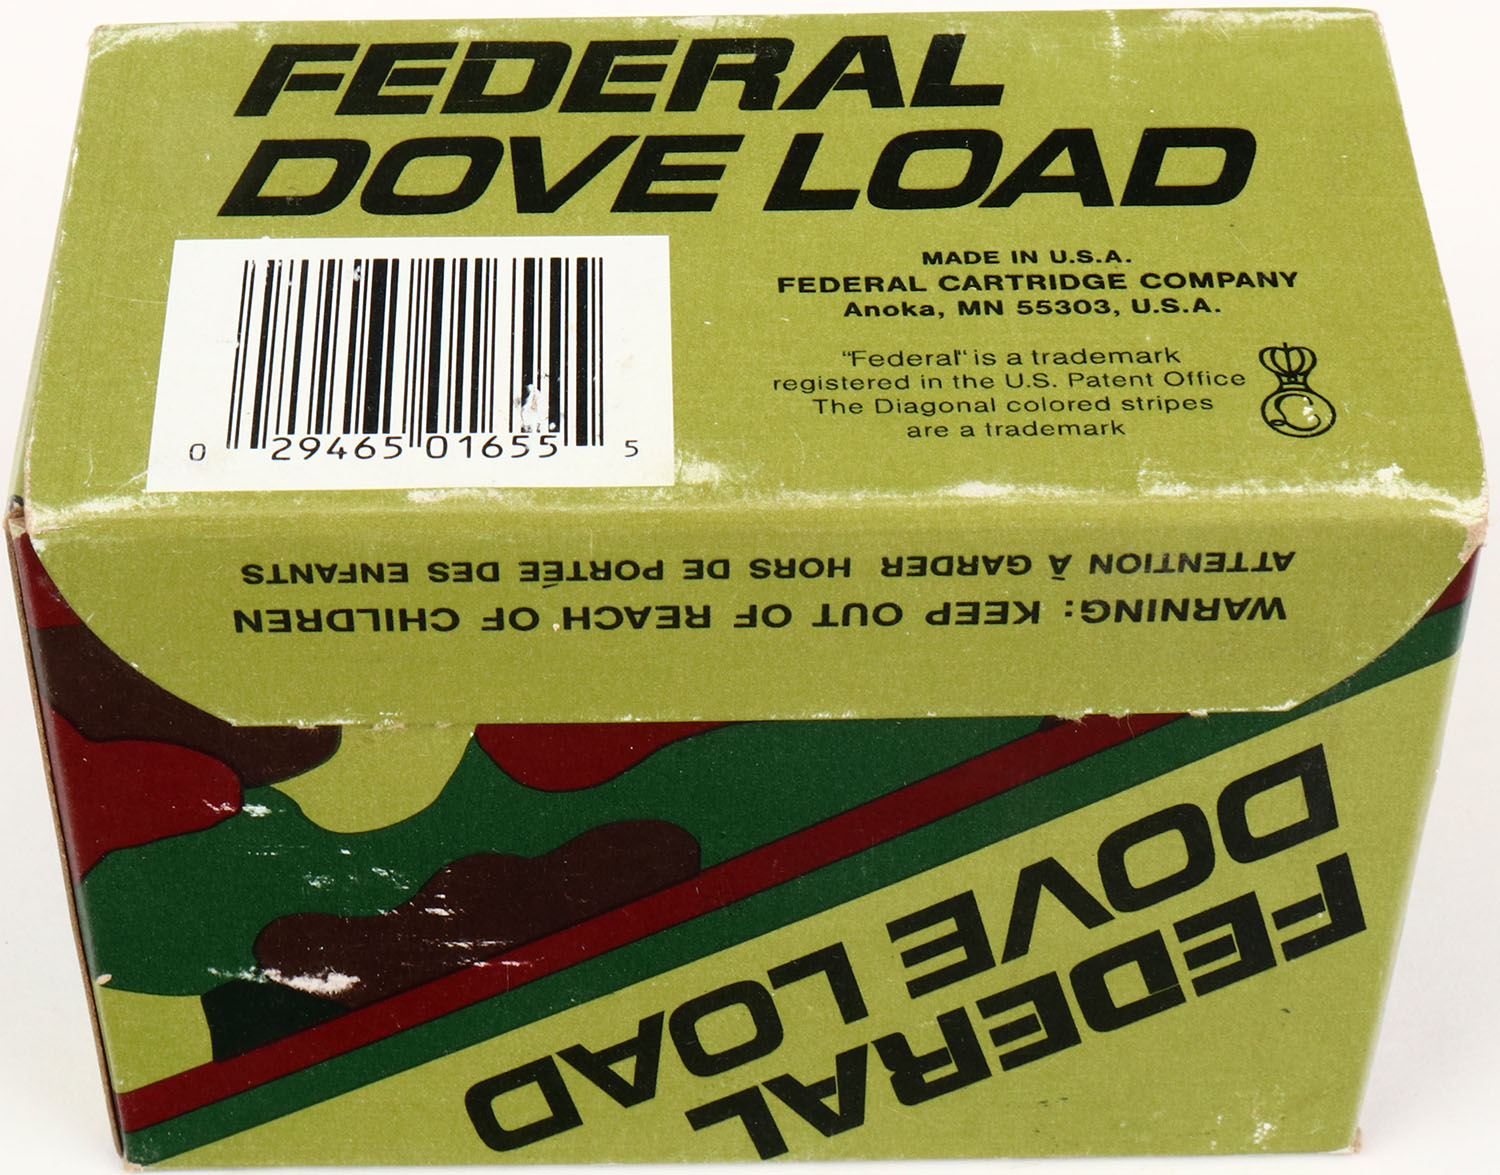 FEDERAL
DOVE LOAD
0 29465 01655 5
MADE IN U.S.A.
FEDERAL CARTRIDGE COMPANY
Anoka, MN 55303, U.S.A.
"Federal" is a trademark
registered in the U.S. Patent Office
The Diagonal colored stripes
are a trademark
WARNING: KEEP OUT OF REACH OF CHILDREN
ATTENTION À GARDER HORS DE PORTÉE DES ENFANTS
FEDERAL
DOVE LOAD